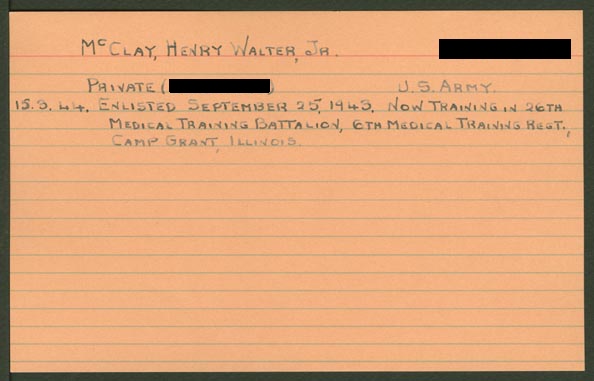 McCLAY, HENRY WALTER, JR.
PRIVATE ( ) U.S. ARMY.
15.3.44. ENLISTED SEPTEMBER 25, 1943. NOW TRAINING IN 26TH
MEDICAL TRAINING BATTALION, 6TH MEDICAL TRAINING REGT.,
CAMP GRANT, ILLINOIS.